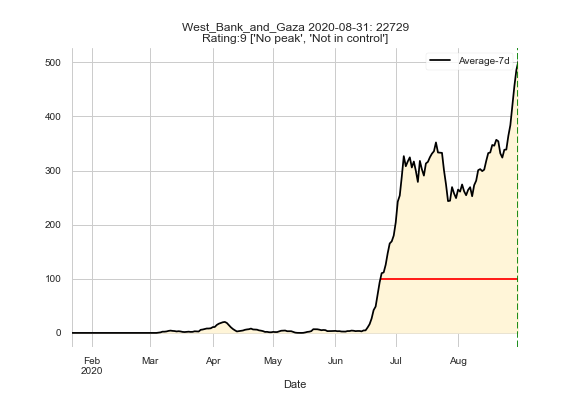 West_Bank_and_Gaza 2020-08-31: 22729
Rating:9 ['No peak', 'Not in control']
Average-7d
500
400
300
200
100
0
Feb Mar Apr May Jun Jul Aug
2020
Date